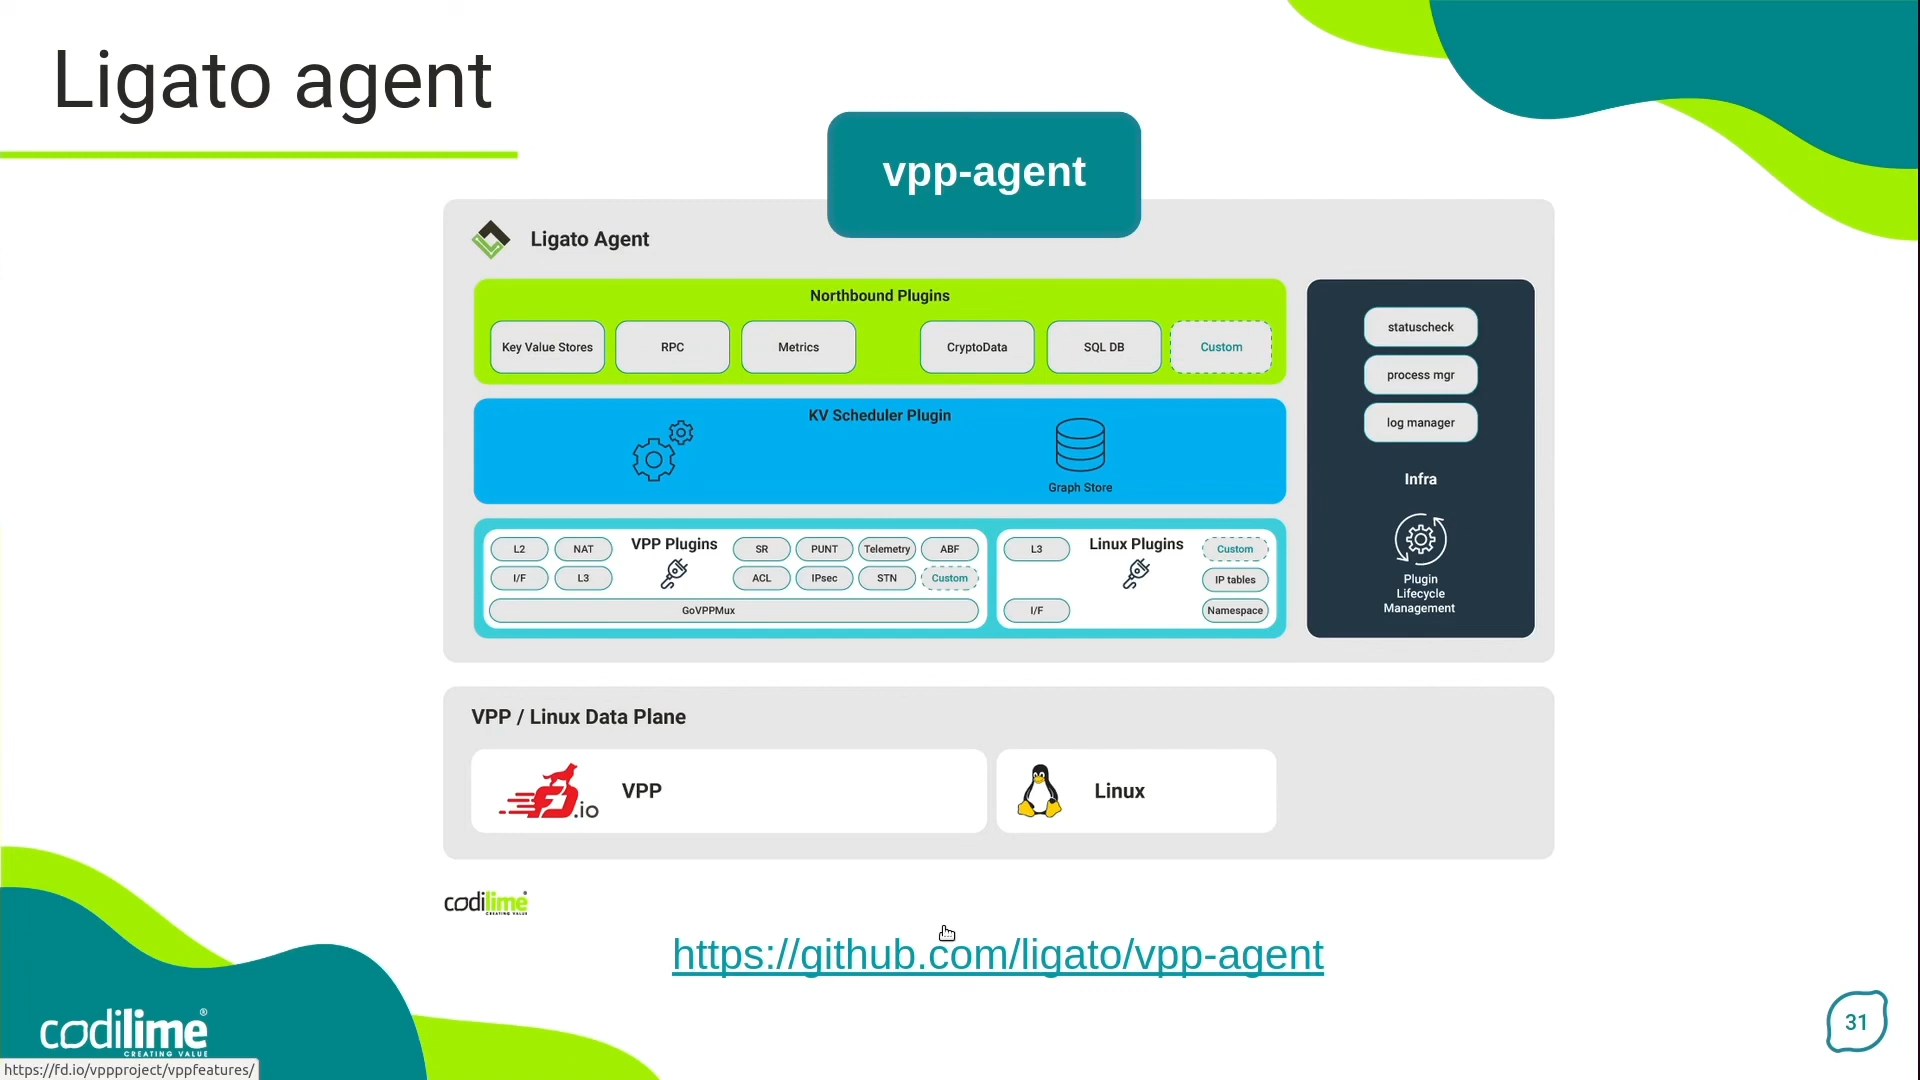 Ligato agent
vpp-agent
Ligato Agent
Northbound Plugins
Key Value Stores
RPC
Metrics
CryptoData
SQL DB
Custom
KV Scheduler Plugin
Graph Store
VPP Plugins
L2
NAT
SR
PUNT
Telemetry
ABF
I/F
L3
ACL
IPsec
STN
Custom
GoVPPMux
Linux Plugins
L3
Custom
IP tables
I/F
Namespace
statuscheck
process mgr
log manager
Infra
Plugin
Lifecycle
Management
VPP / Linux Data Plane
FD.io
VPP
Linux
codilime®
CREATING VALUE
https://github.com/ligato/vpp-agent
codilime®
CREATING VALUE
31
https://fd.io/vppproject/vppfeatures/